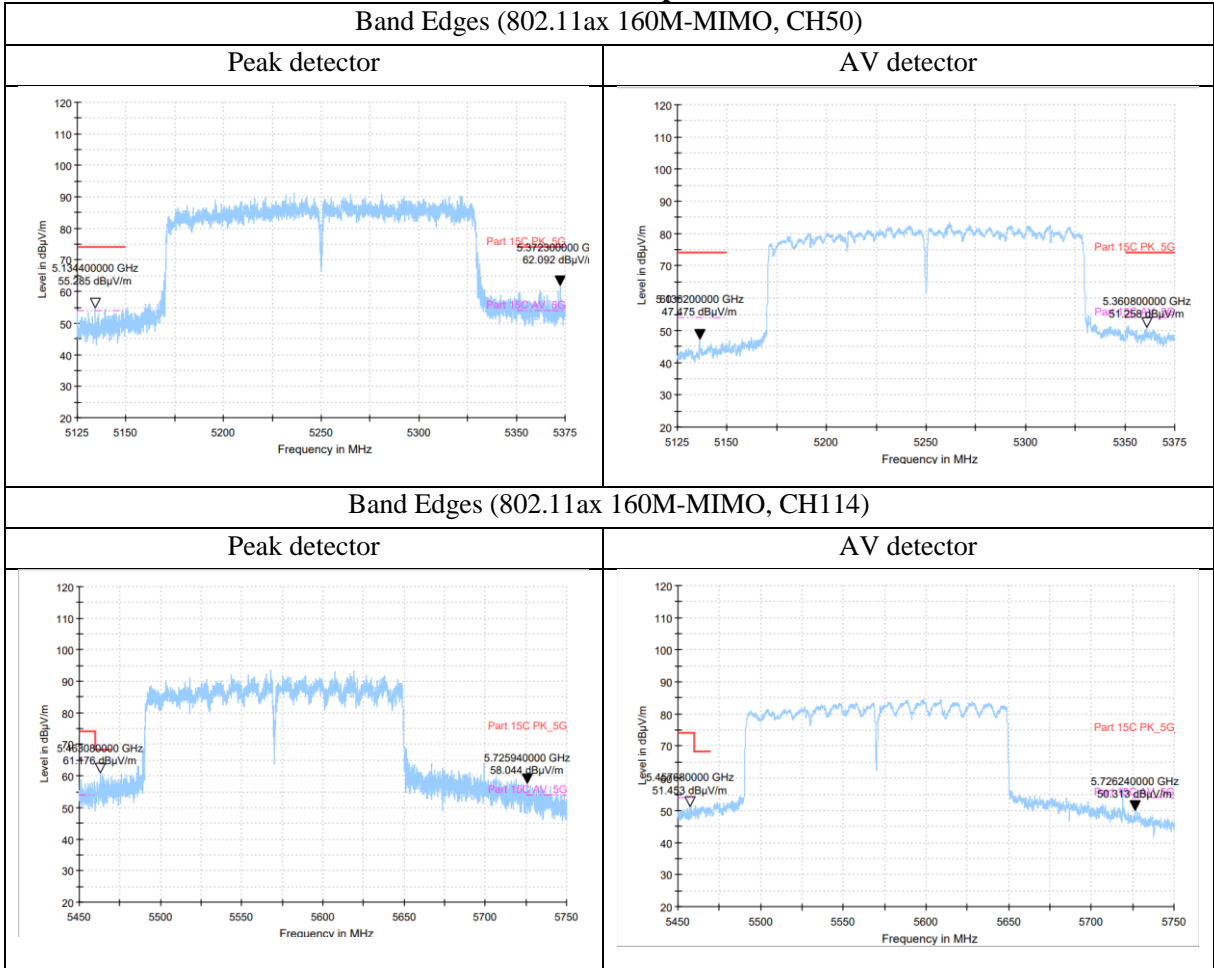 Band Edges (802.11ax 160M-MIMO, CH50)
Peak detector
AV detector
120
110
100
90
80
70
60
50
40
30
20
Level in dBµV/m
5125
5150
5200
5250
5300
5350
5375
Frequency in MHz
Part 15C PK_5G
5.134400000 GHz
55.285 dBµV/m
5.372300000 G
62.092 dBµV/
Part 15C AV_5G
120
110
100
90
80
70
60
50
40
30
20
Level in dBµV/m
5125
5150
5200
5250
5300
5350
5375
Frequency in MHz
Part 15C PK_5G
47.475 dBµV/m
5.360800000 GHz
51.258 dBµV/m
Band Edges (802.11ax 160M-MIMO, CH114)
Peak detector
AV detector
120
110
100
90
80
70
60
50
40
30
20
Level in dBµV/m
5450
5500
5550
5600
5650
5700
5750
Frequency in MHz
Part 15C PK_5G
5.463080000 GHz
61.176 dBµV/m
5.725940000 GHz
58.044 dBµV/m
Part 15C AV_5G
120
110
100
90
80
70
60
50
40
30
20
Level in dBµV/m
5450
5500
5550
5600
5650
5700
5750
Frequency in MHz
Part 15C PK_5G
51.453 dBµV/m
5.726240000 GHz
50.313 dBµV/m